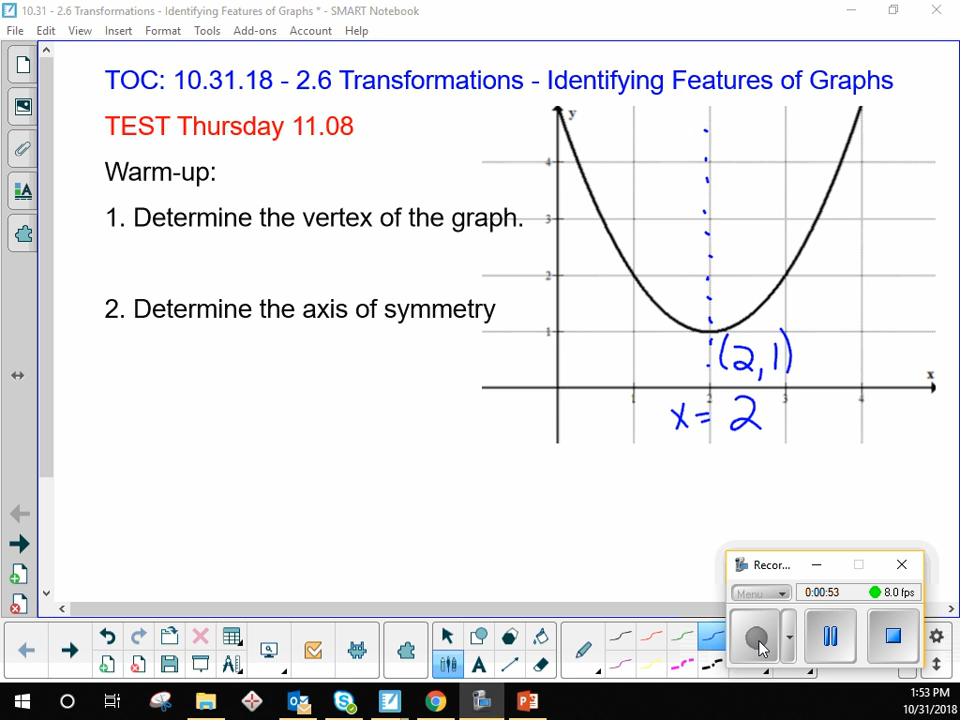 10.31 - 2.6 Transformations - Identifying Features of Graphs * - SMART Notebook
File Edit View Insert Format Tools Add-ons Account Help
TOC: 10.31.18 - 2.6 Transformations - Identifying Features of Graphs
TEST Thursday 11.08
Warm-up:
1. Determine the vertex of the graph.
2. Determine the axis of symmetry
y
4
3
2
1
(2,1)
x
1 2 3 4
x = 2
Recor...
Menu 0:00:53 8.0 fps
A
1:53 PM
10/31/2018